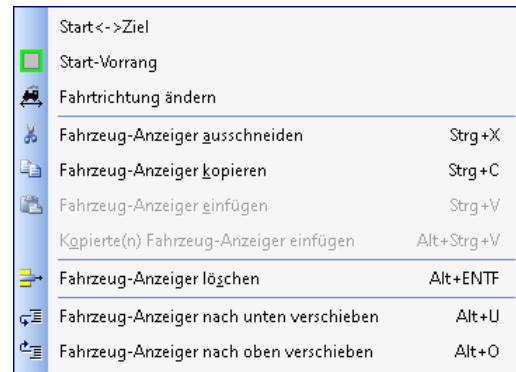 Start<->Ziel
Start-Vorrang
Fahrtrichtung ändern
Fahrzeug-Anzeiger ausschneiden Strg+X
Fahrzeug-Anzeiger kopieren Strg+C
Fahrzeug-Anzeiger einfügen Strg+V
Kopierte(n) Fahrzeug-Anzeiger einfügen Alt+Strg+V
Fahrzeug-Anzeiger löschen Alt+ENTF
Fahrzeug-Anzeiger nach unten verschieben Alt+U
Fahrzeug-Anzeiger nach oben verschieben Alt+O